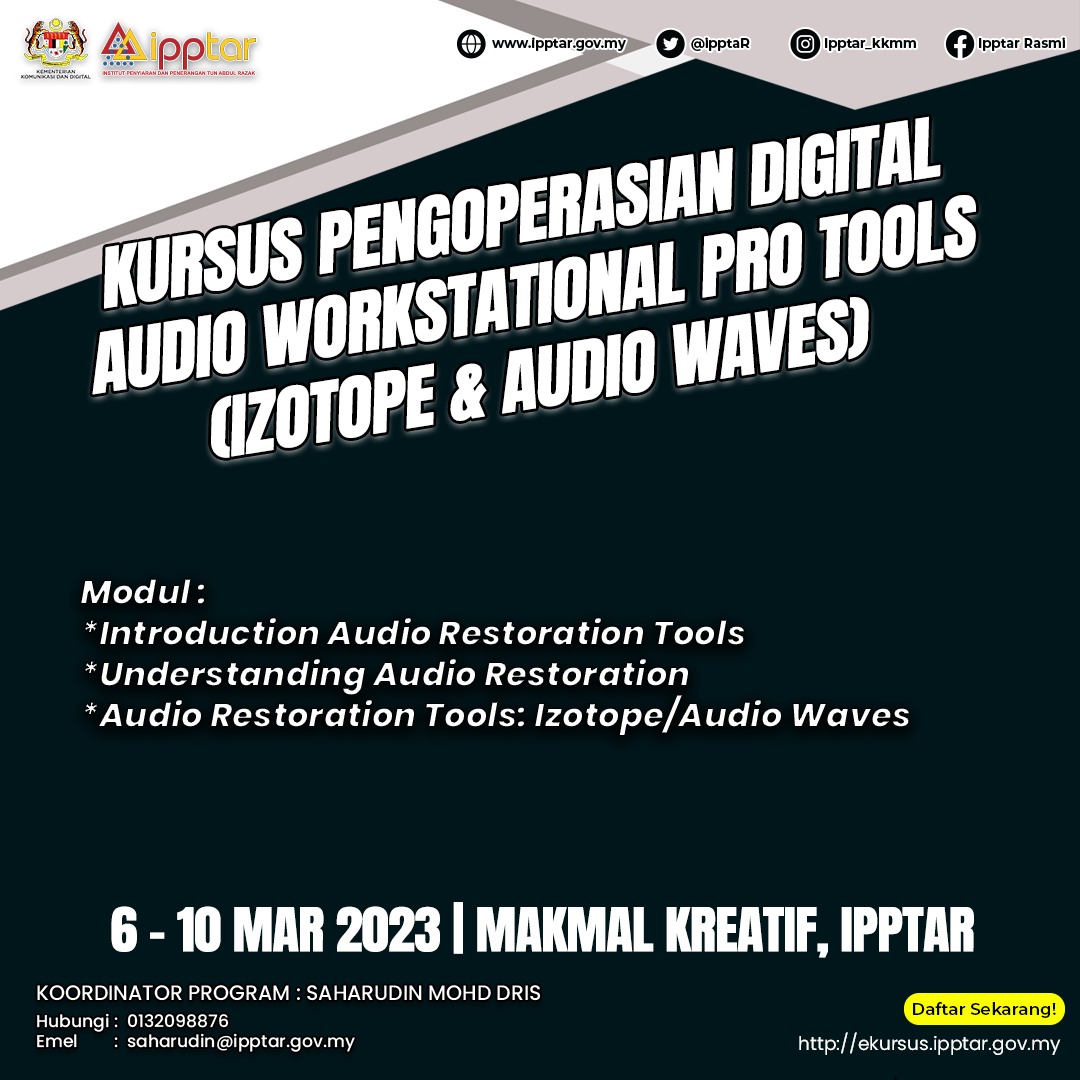 KEMENTERIAN
KOMUNIKASI DAN DIGITAL
ipptar
INSTITUT PENYIARAN DAN PENERANGAN TUN ABDUL RAZAK
www.ipptar.gov.my
@ipptaR
Ipptar_kkmm
Ipptar Rasmi
KURSUS PENGOPERASIAN DIGITAL
AUDIO WORKSTATIONAL PRO TOOLS
(IZOTOPE & AUDIO WAVES)
Modul :
*Introduction Audio Restoration Tools
*Understanding Audio Restoration
*Audio Restoration Tools: Izotope/Audio Waves
6 - 10 MAR 2023 | MAKMAL KREATIF, IPPTAR
KOORDINATOR PROGRAM : SAHARUDIN MOHD DRIS
Hubungi : 0132098876
Emel : saharudin@ipptar.gov.my
Daftar Sekarang!
http://ekursus.ipptar.gov.my